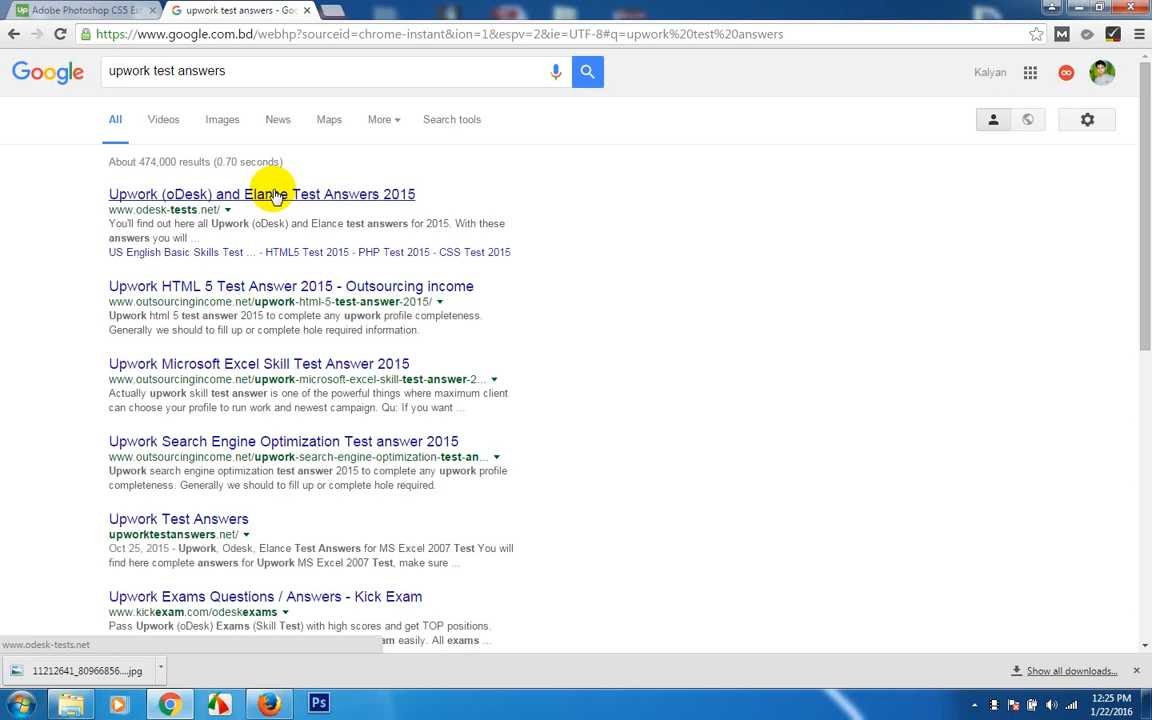 Adobe Photoshop CS5 Ex
upwork test answers - Goo
https://www.google.com.bd/webhp?sourceid=chrome-instant&ion=1&espv=2&ie=UTF-8#q=upwork%20test%20answers
Google
upwork test answers
Kalyan
All
Videos
Images
News
Maps
More
Search tools
About 474,000 results (0.70 seconds)
Upwork (oDesk) and Elance Test Answers 2015
www.odesk-tests.net/
You'll find out here all Upwork (oDesk) and Elance test answers for 2015. With these
answers you will ...
US English Basic Skills Test ... - HTML5 Test 2015 - PHP Test 2015 - CSS Test 2015
Upwork HTML 5 Test Answer 2015 - Outsourcing income
www.outsourcingincome.net/upwork-html-5-test-answer-2015/
Upwork html 5 test answer 2015 to complete any upwork profile completeness.
Generally we should to fill up or complete hole required information.
Upwork Microsoft Excel Skill Test Answer 2015
www.outsourcingincome.net/upwork-microsoft-excel-skill-test-answer-2...
Actually upwork skill test answer is one of the powerful things where maximum client
can choose your profile to run work and newest campaign. Qu: If you want ...
Upwork Search Engine Optimization Test answer 2015
www.outsourcingincome.net/upwork-search-engine-optimization-test-an...
Upwork search engine optimization test answer 2015 to complete any upwork profile
completeness. Generally we should to fill up or complete hole required.
Upwork Test Answers
upworktestanswers.net/
Oct 25, 2015 - Upwork, Odesk, Elance Test Answers for MS Excel 2007 Test You will
find here complete answers for Upwork MS Excel 2007 Test, make sure ...
Upwork Exams Questions / Answers - Kick Exam
www.kickexam.com/odeskexams
Pass Upwork (oDesk) Exams (Skill Test) with high scores and get TOP positions.
am easily. All exams ...
www.odesk-tests.net
11212641_80966856....jpg
Show all downloads...
Ps
12:25 PM
1/22/2016